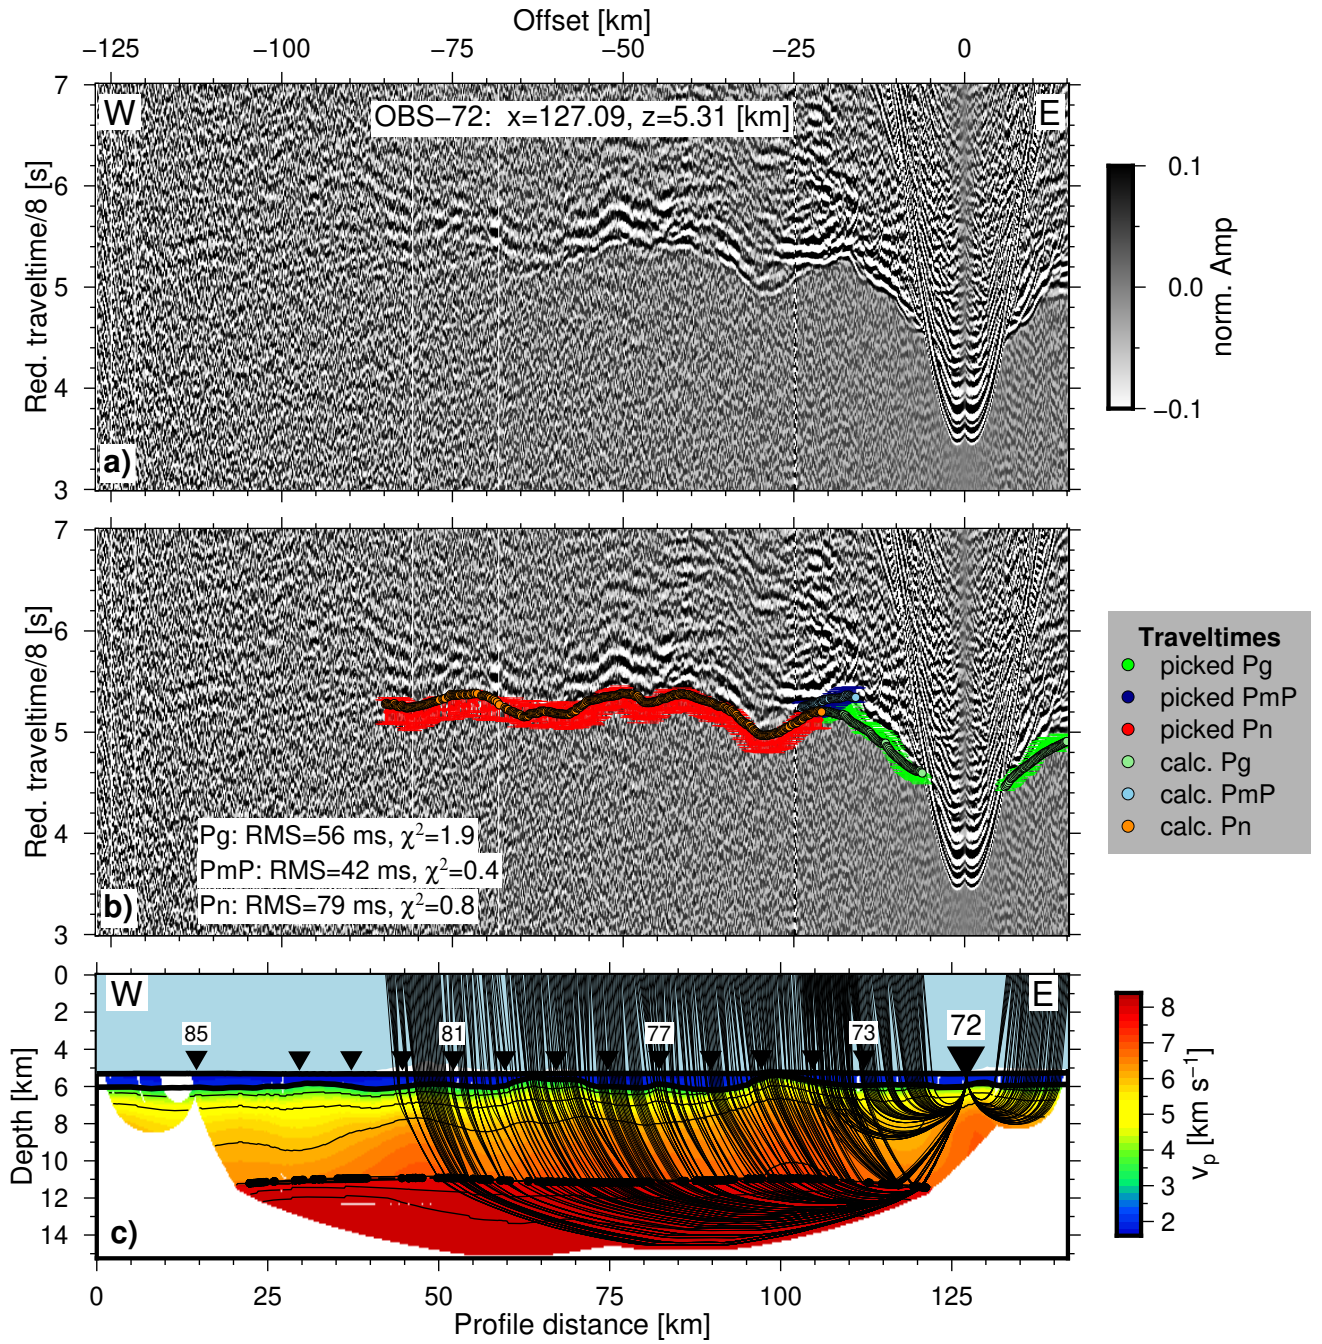 Offset [km]
−125 −100 −75 −50 −25 0
7
6
5
4
3
Red. traveltime/8 [s]
W
OBS−72: x=127.09, z=5.31 [km]
E
a)
0.1
0.0
−0.1
norm. Amp
7
6
5
4
3
Red. traveltime/8 [s]
Pg: RMS=56 ms, χ²=1.9
PmP: RMS=42 ms, χ²=0.4
Pn: RMS=79 ms, χ²=0.8
b)
Traveltimes
picked Pg
picked PmP
picked Pn
calc. Pg
calc. PmP
calc. Pn
0
2
4
6
8
10
12
14
Depth [km]
W
E
85 81 77 73 72
c)
8
7
6
5
4
3
2
vₚ [km s⁻¹]
0 25 50 75 100 125
Profile distance [km]